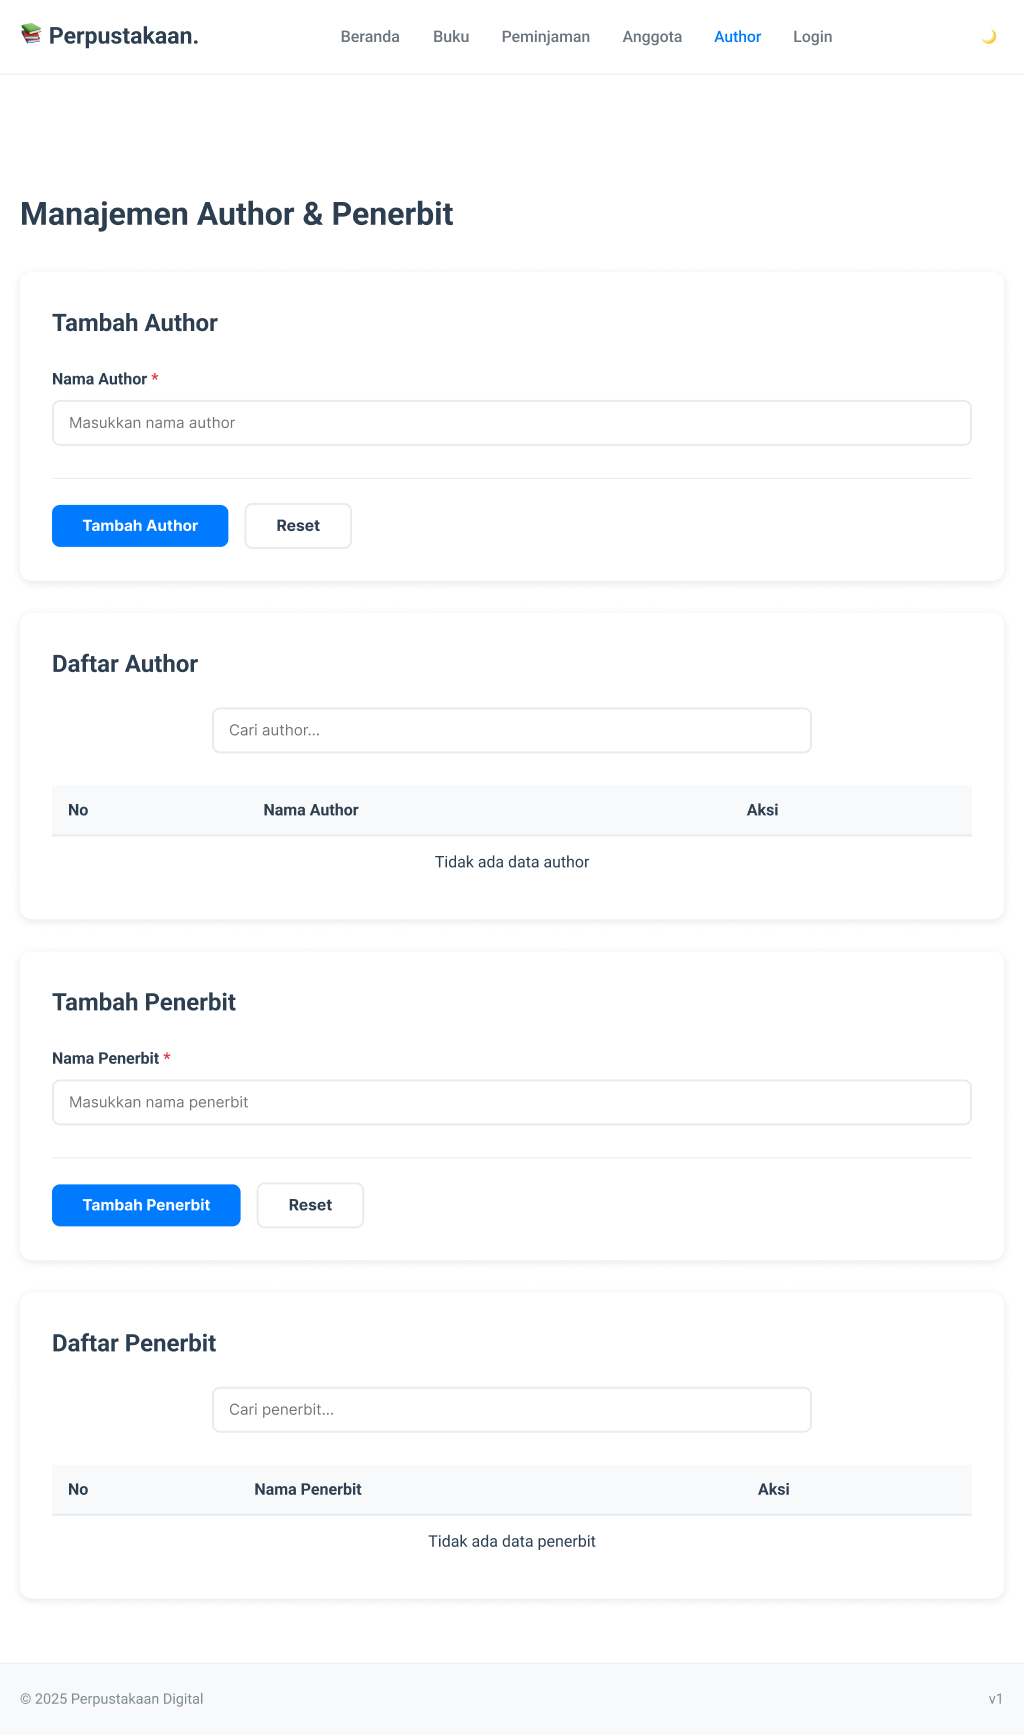 Perpustakaan.
Beranda Buku Peminjaman Anggota Author Login
Manajemen Author & Penerbit
Tambah Author
Nama Author *
Masukkan nama author
Tambah Author Reset
Daftar Author
Cari author...
No Nama Author Aksi
Tidak ada data author
Tambah Penerbit
Nama Penerbit *
Masukkan nama penerbit
Tambah Penerbit Reset
Daftar Penerbit
Cari penerbit...
No Nama Penerbit Aksi
Tidak ada data penerbit
© 2025 Perpustakaan Digital v1